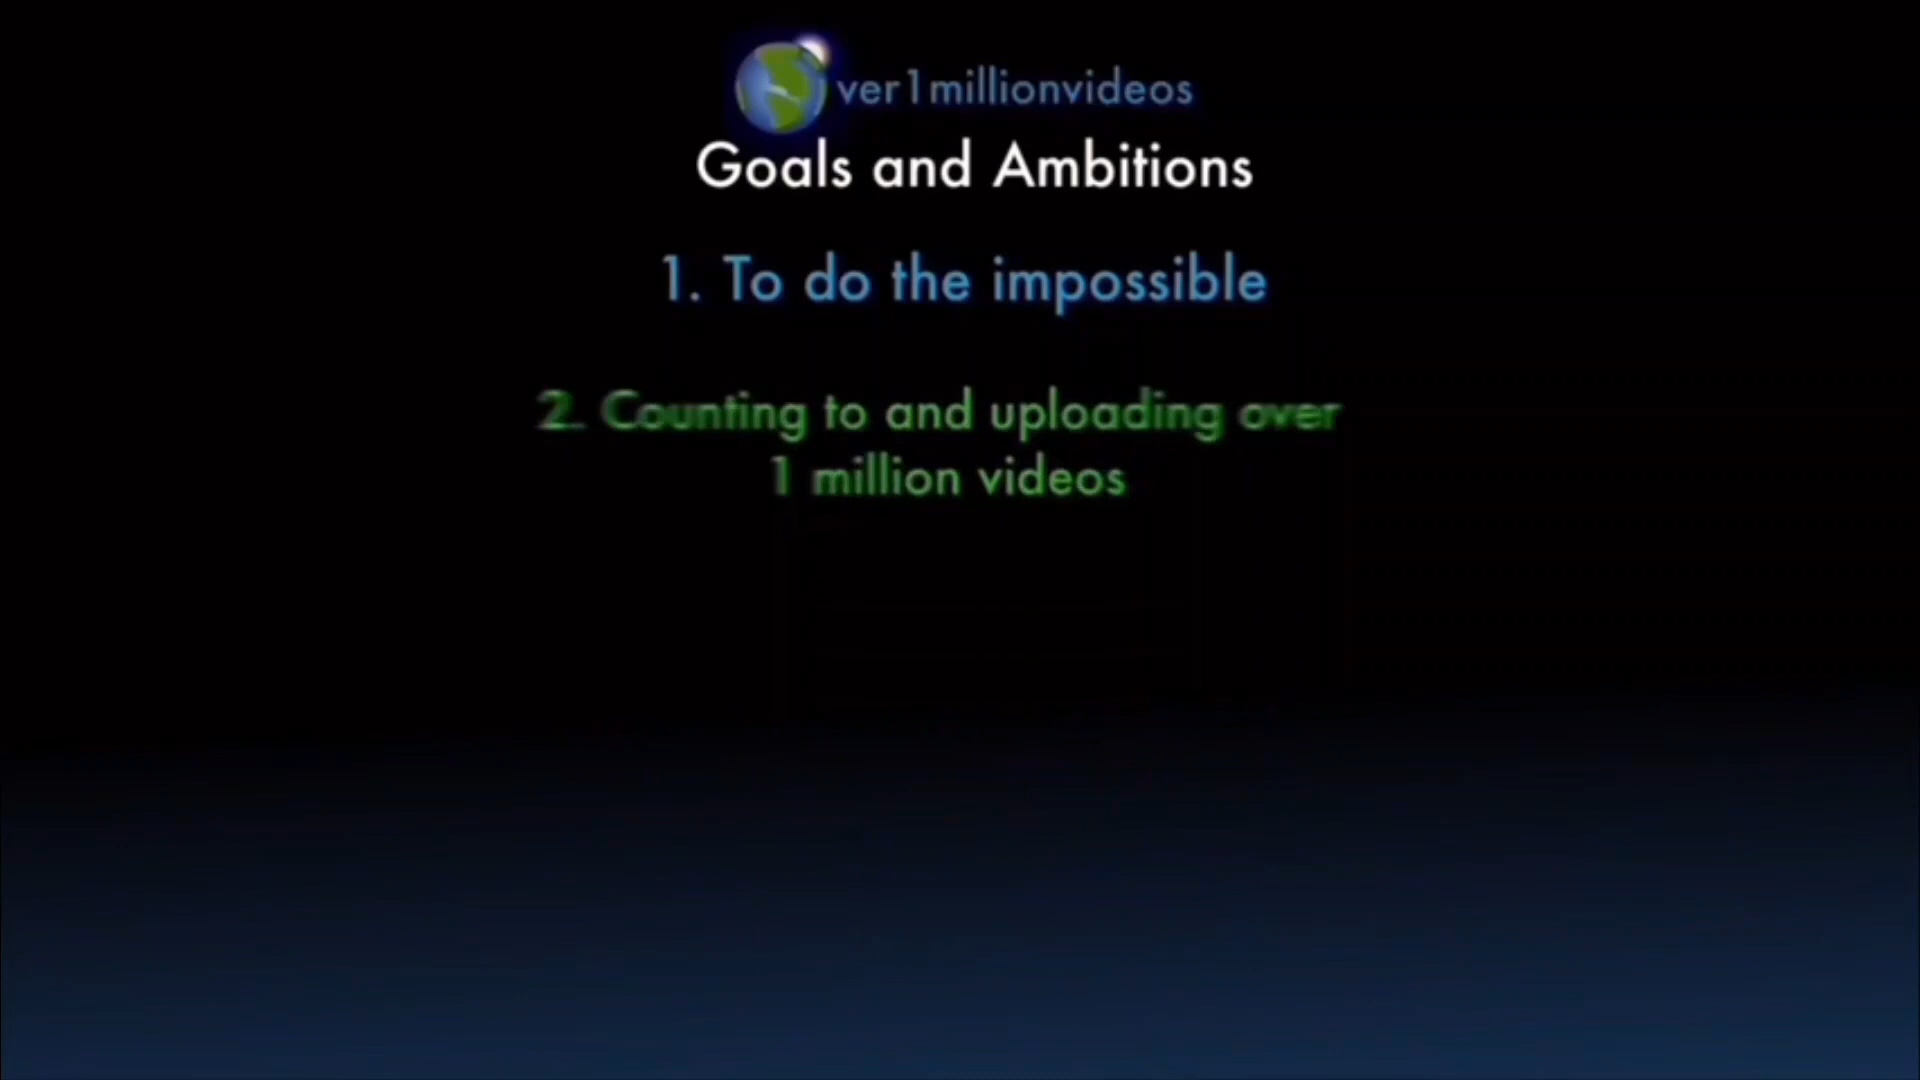 ver1millionvideos
Goals and Ambitions
1. To do the impossible
2. Counting to and uploading over
1 million videos